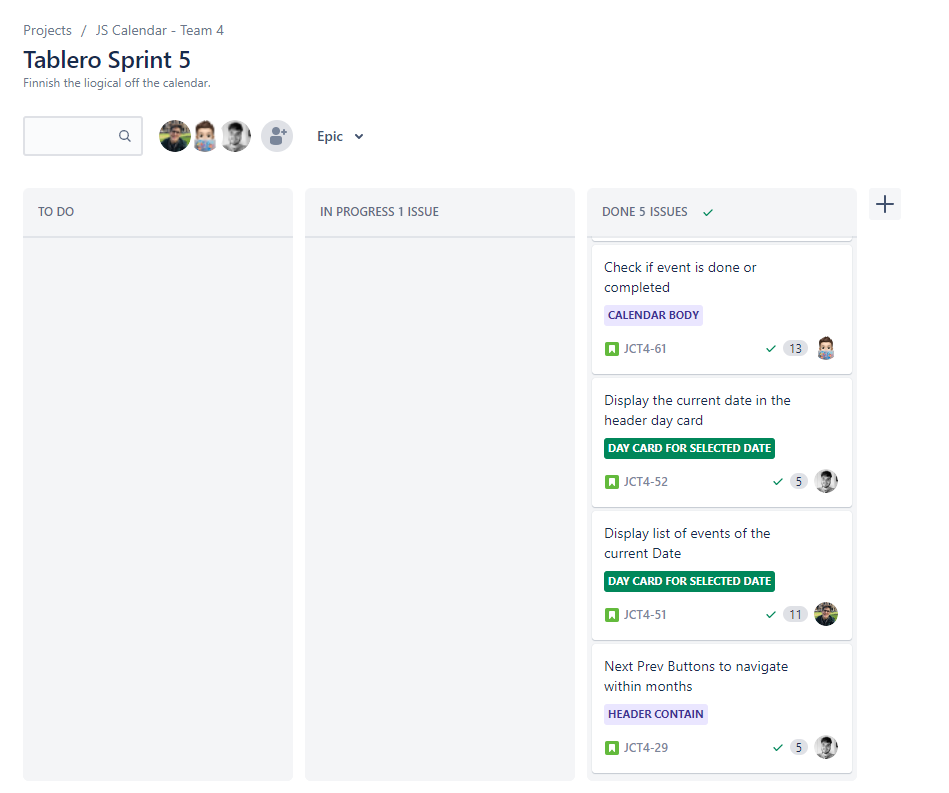 Projects / JS Calendar - Team 4
Tablero Sprint 5
Finnish the liogical off the calendar.
Epic
TO DO
IN PROGRESS 1 ISSUE
DONE 5 ISSUES
Check if event is done or
completed
CALENDAR BODY
JCT4-61 13
Display the current date in the
header day card
DAY CARD FOR SELECTED DATE
JCT4-52 5
Display list of events of the
current Date
DAY CARD FOR SELECTED DATE
JCT4-51 11
Next Prev Buttons to navigate
within months
HEADER CONTAIN
JCT4-29 5